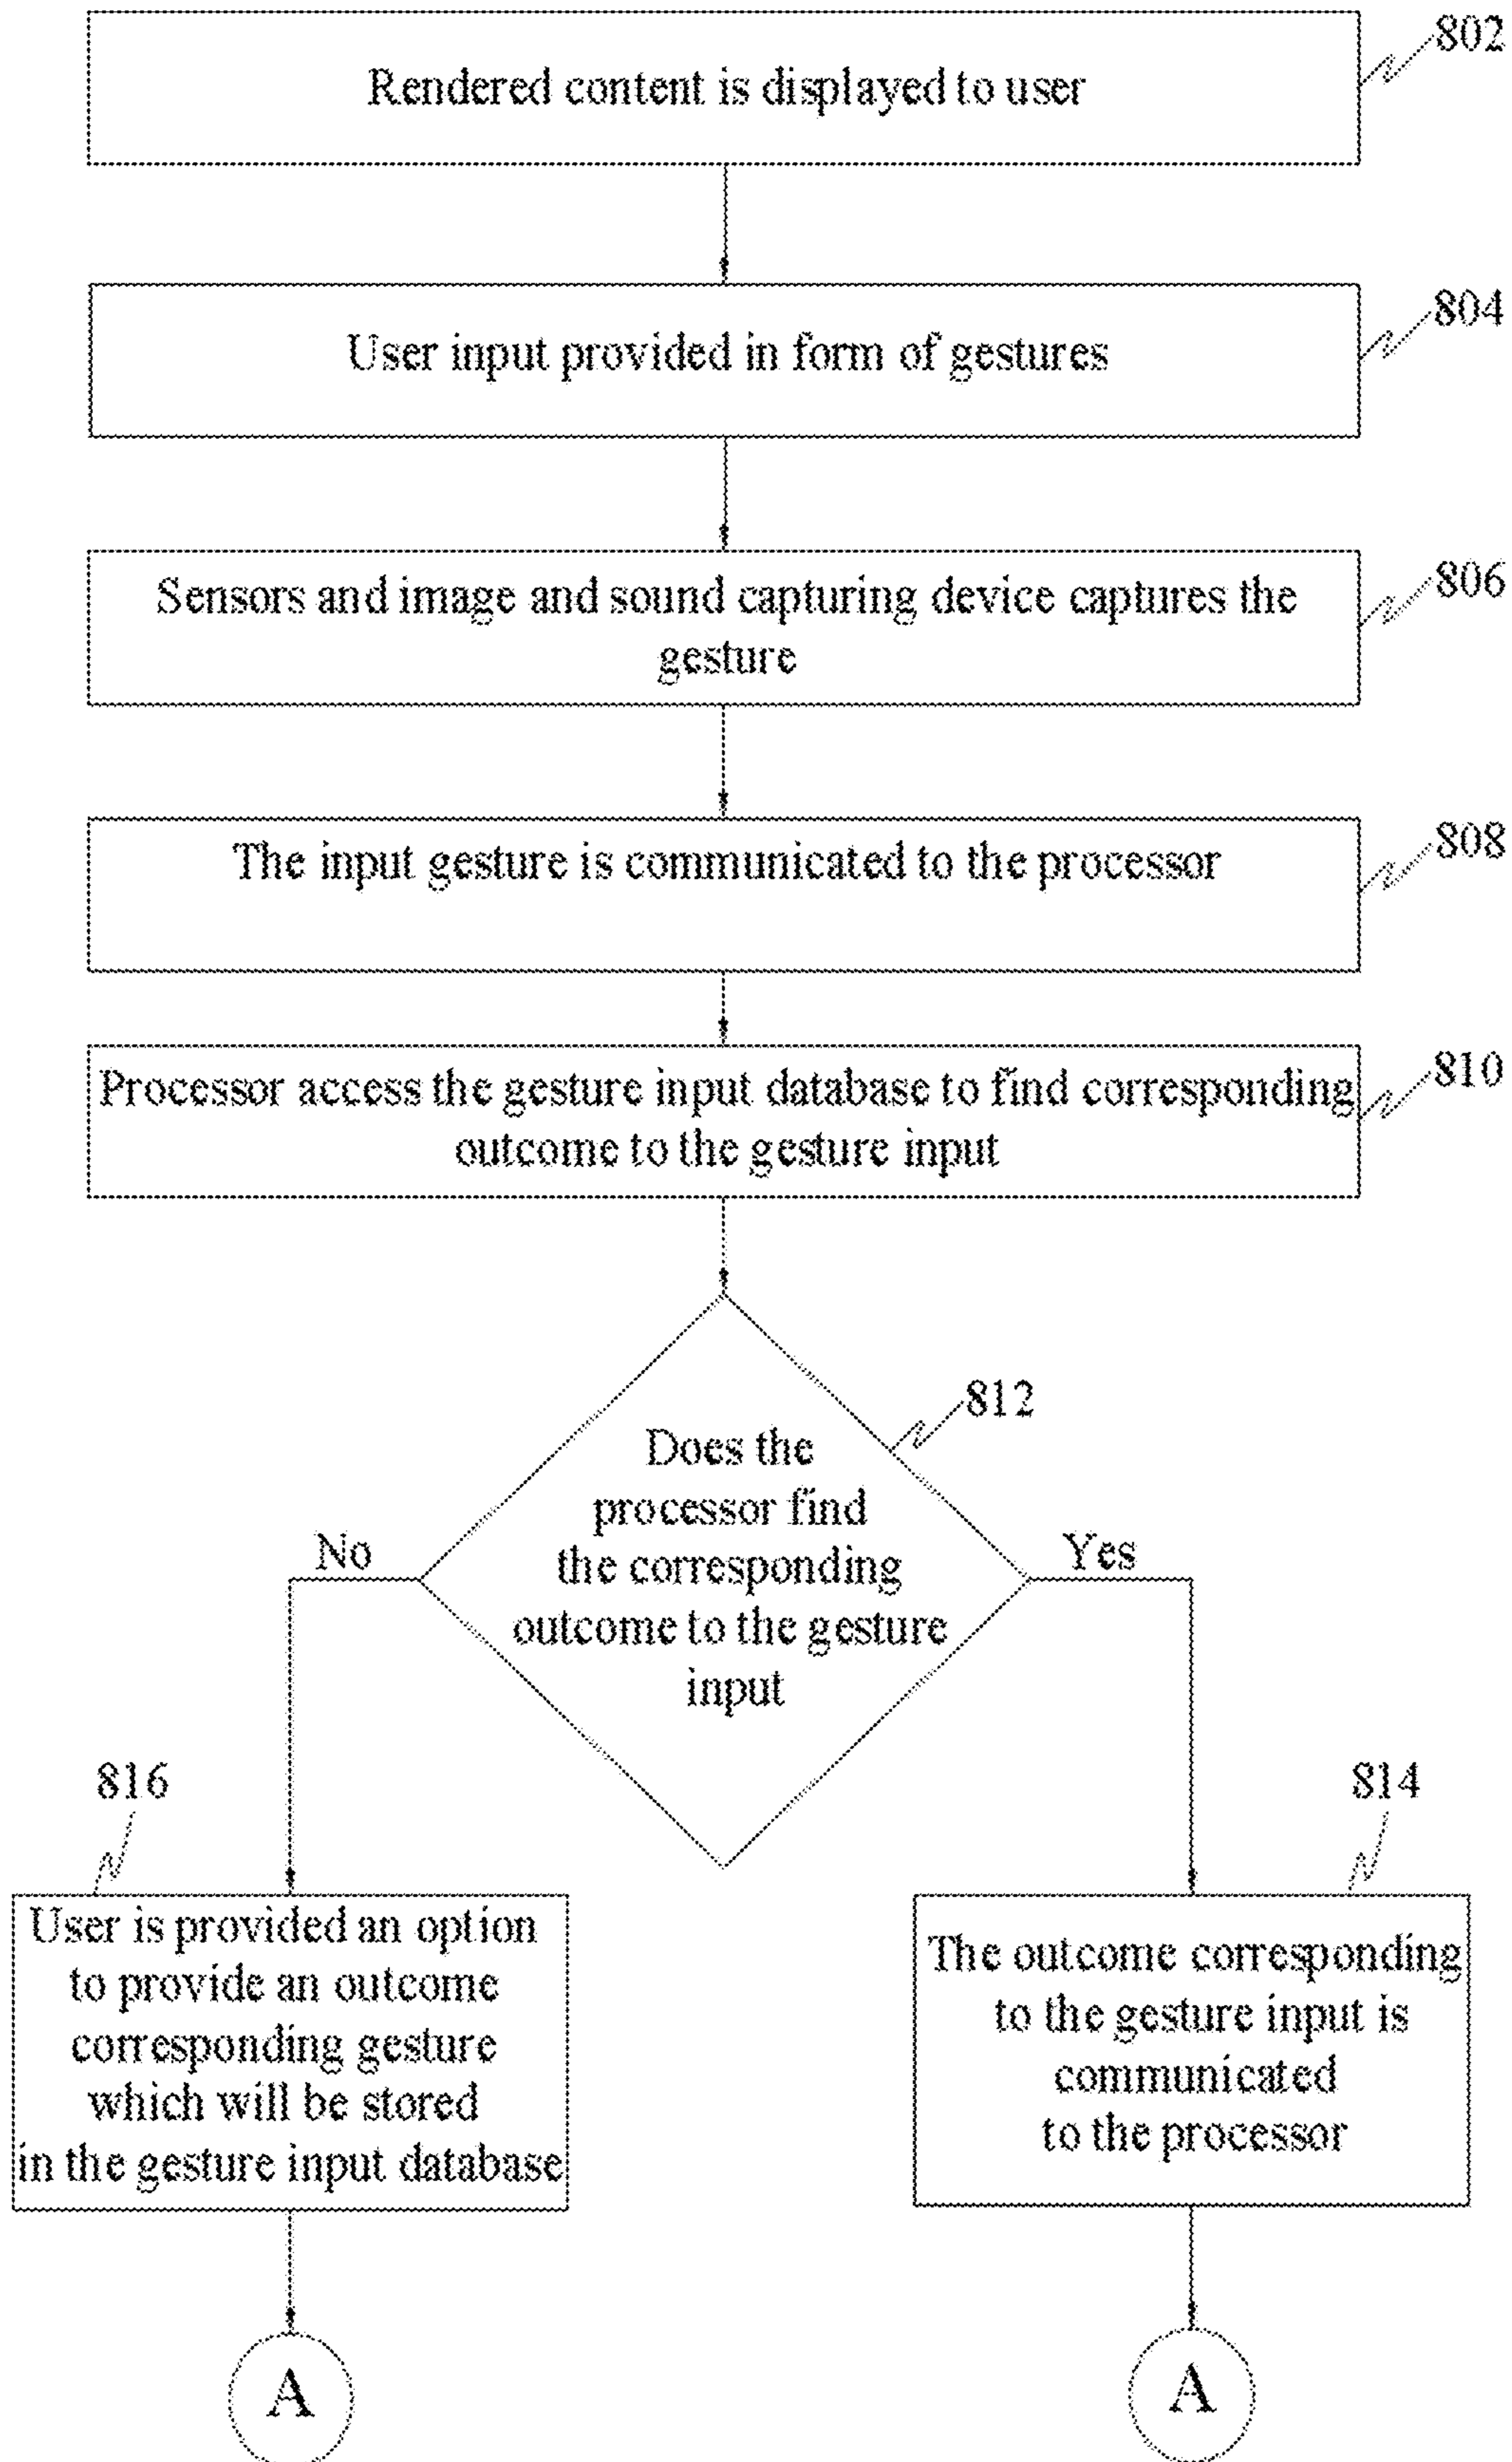 802
Rendered content is displayed to user
804
User input provided in form of gestures
806
Sensors and image and sound capturing device captures the
gesture
808
The input gesture is communicated to the processor
810
Processor access the gesture input database to find corresponding
outcome to the gesture input
812
Does the
processor find
the corresponding
outcome to the gesture
input
No
Yes
816
User is provided an option
to provide an outcome
corresponding gesture
which will be stored
in the gesture input database
814
The outcome corresponding
to the gesture input is
communicated
to the processor
A
A